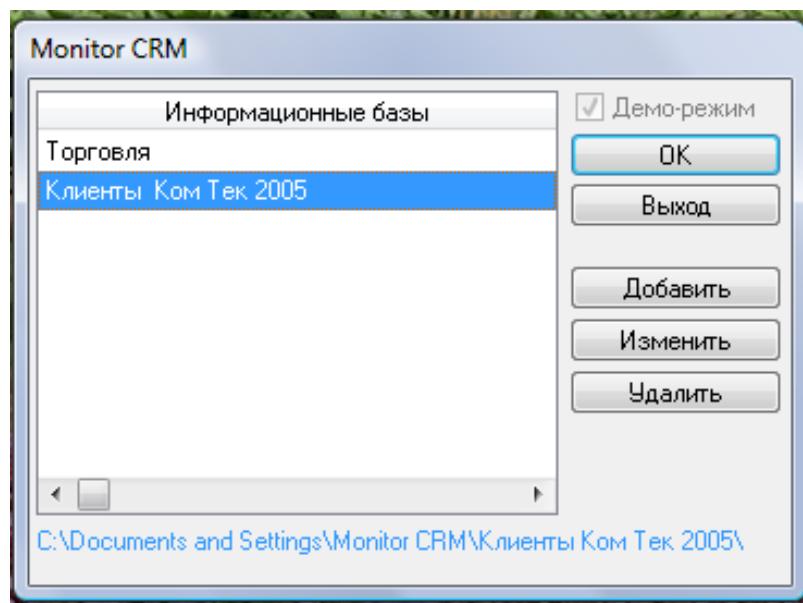 Monitor CRM
Информационные базы
Торговля
Клиенты Ком Тек 2005
Демо-режим
OK
Выход
Добавить
Изменить
Удалить
C:\Documents and Settings\Monitor CRM\Клиенты Ком Тек 2005\